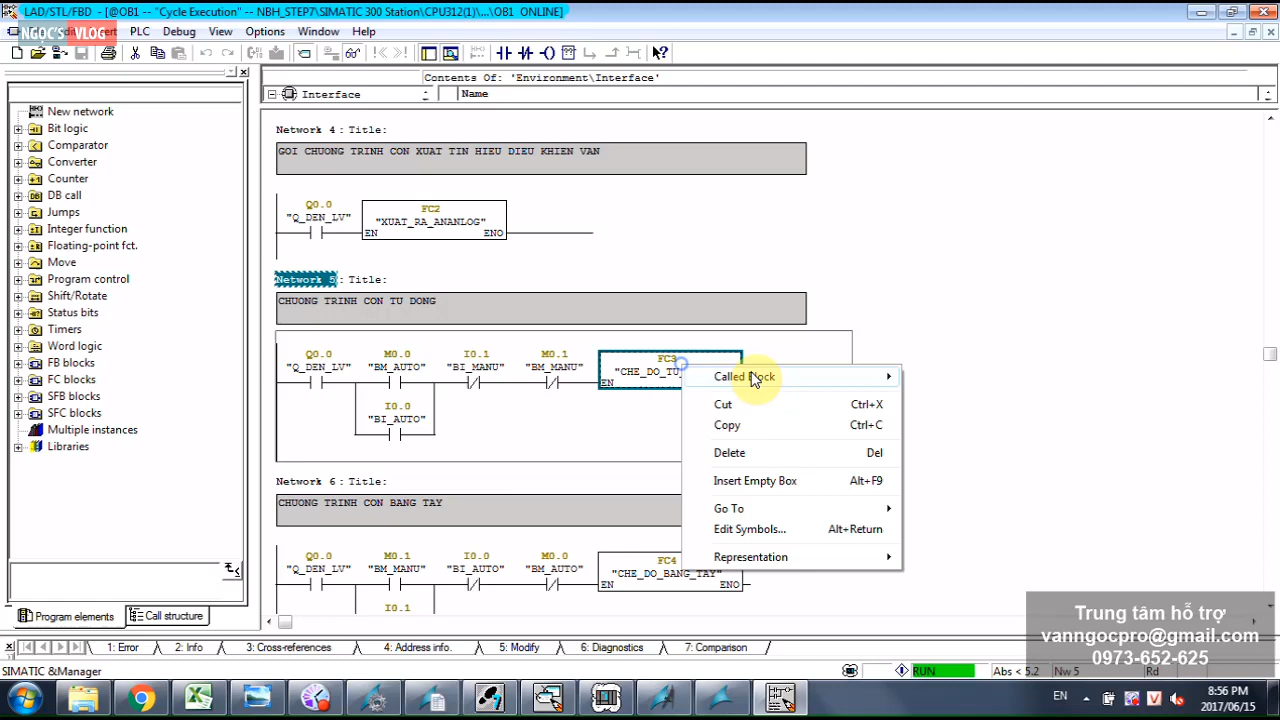 LAD/STL/FBD - [@OB1 -- "Cycle Execution" -- NBH_STEP7\SIMATIC 300 Station\CPU312(1)\...\OB1 ONLINE]
NGỌC'S VLOG
Insert PLC Debug View Options Window Help
Contents Of: 'Environment\Interface'
Interface Name
New network
Bit logic
Comparator
Converter
Counter
DB call
Jumps
Integer function
Floating-point fct.
Move
Program control
Shift/Rotate
Status bits
Timers
Word logic
FB blocks
FC blocks
SFB blocks
SFC blocks
Multiple instances
Libraries
Program elements Call structure
Network 4 : Title:
GOI CHUONG TRINH CON XUAT TIN HIEU DIEU KHIEN VAN
Q0.0 FC2
"Q_DEN_LV" "XUAT_RA_ANANLOG"
EN ENO
Network 5 : Title:
CHUONG TRINH CON TU DONG
Q0.0 M0.0 I0.1 M0.1 FC3
"Q_DEN_LV" "BM_AUTO" "BI_MANU" "BM_MANU" "CHE_DO_TU_
EN
I0.0
"BI_AUTO"
Network 6 : Title:
CHUONG TRINH CON BANG TAY
Q0.0 M0.1 I0.0 M0.0 FC4
"Q_DEN_LV" "BM_MANU" "BI_AUTO" "BM_AUTO" "CHE_DO_BANG_TAY"
EN ENO
I0.1
Called Block
Cut Ctrl+X
Copy Ctrl+C
Delete Del
Insert Empty Box Alt+F9
Go To
Edit Symbols... Alt+Return
Representation
Trung tâm hỗ trợ
vanngocpro@gmail.com
0973-652-625
1: Error 2: Info 3: Cross-references 4: Address info. 5: Modify 6: Diagnostics 7: Comparison
SIMATIC &Manager RUN Abs < 5.2 Nw 5 Rd
EN 8:56 PM
2017/06/15